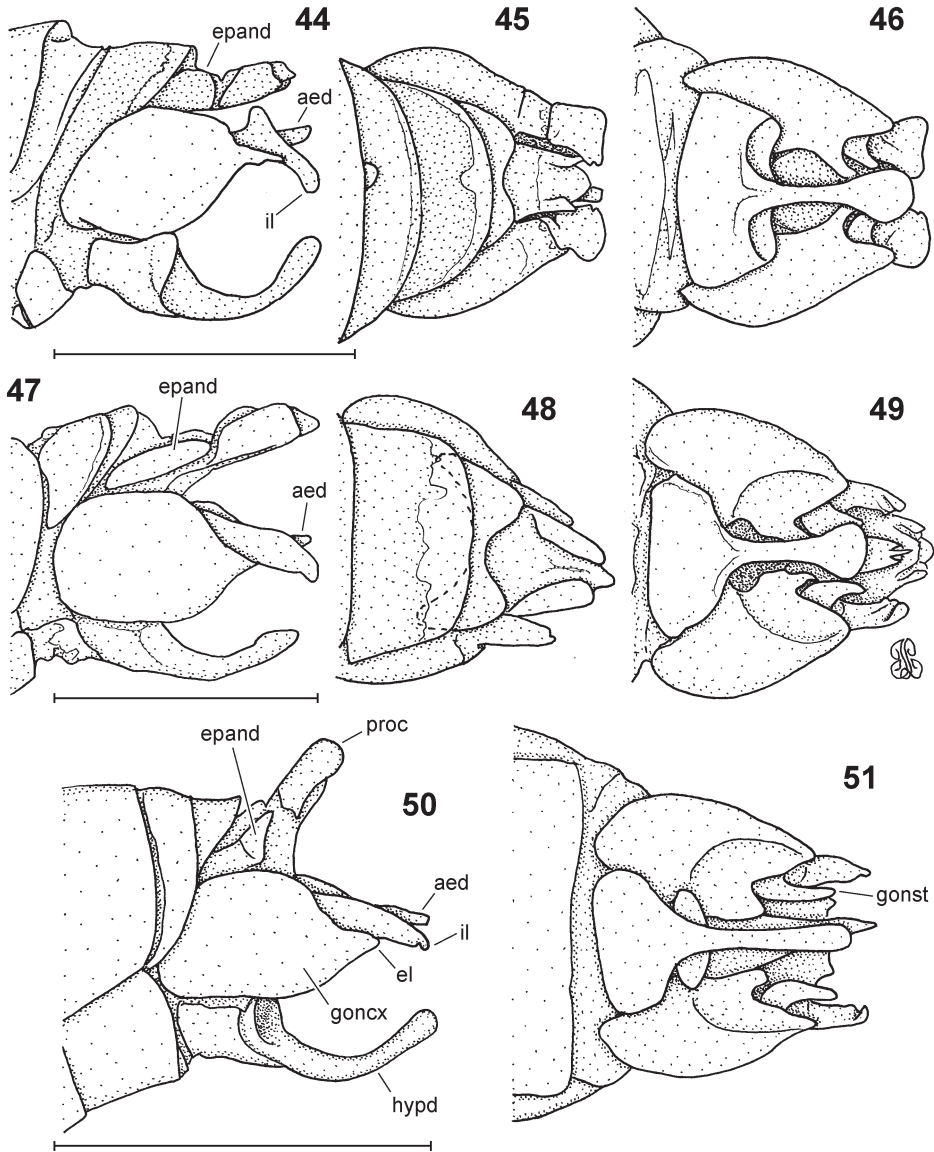 44
45
46
epand
aed
il
47
48
49
epand
aed
50
51
epand
proc
aed
il
el
goncx
hypd
gonst